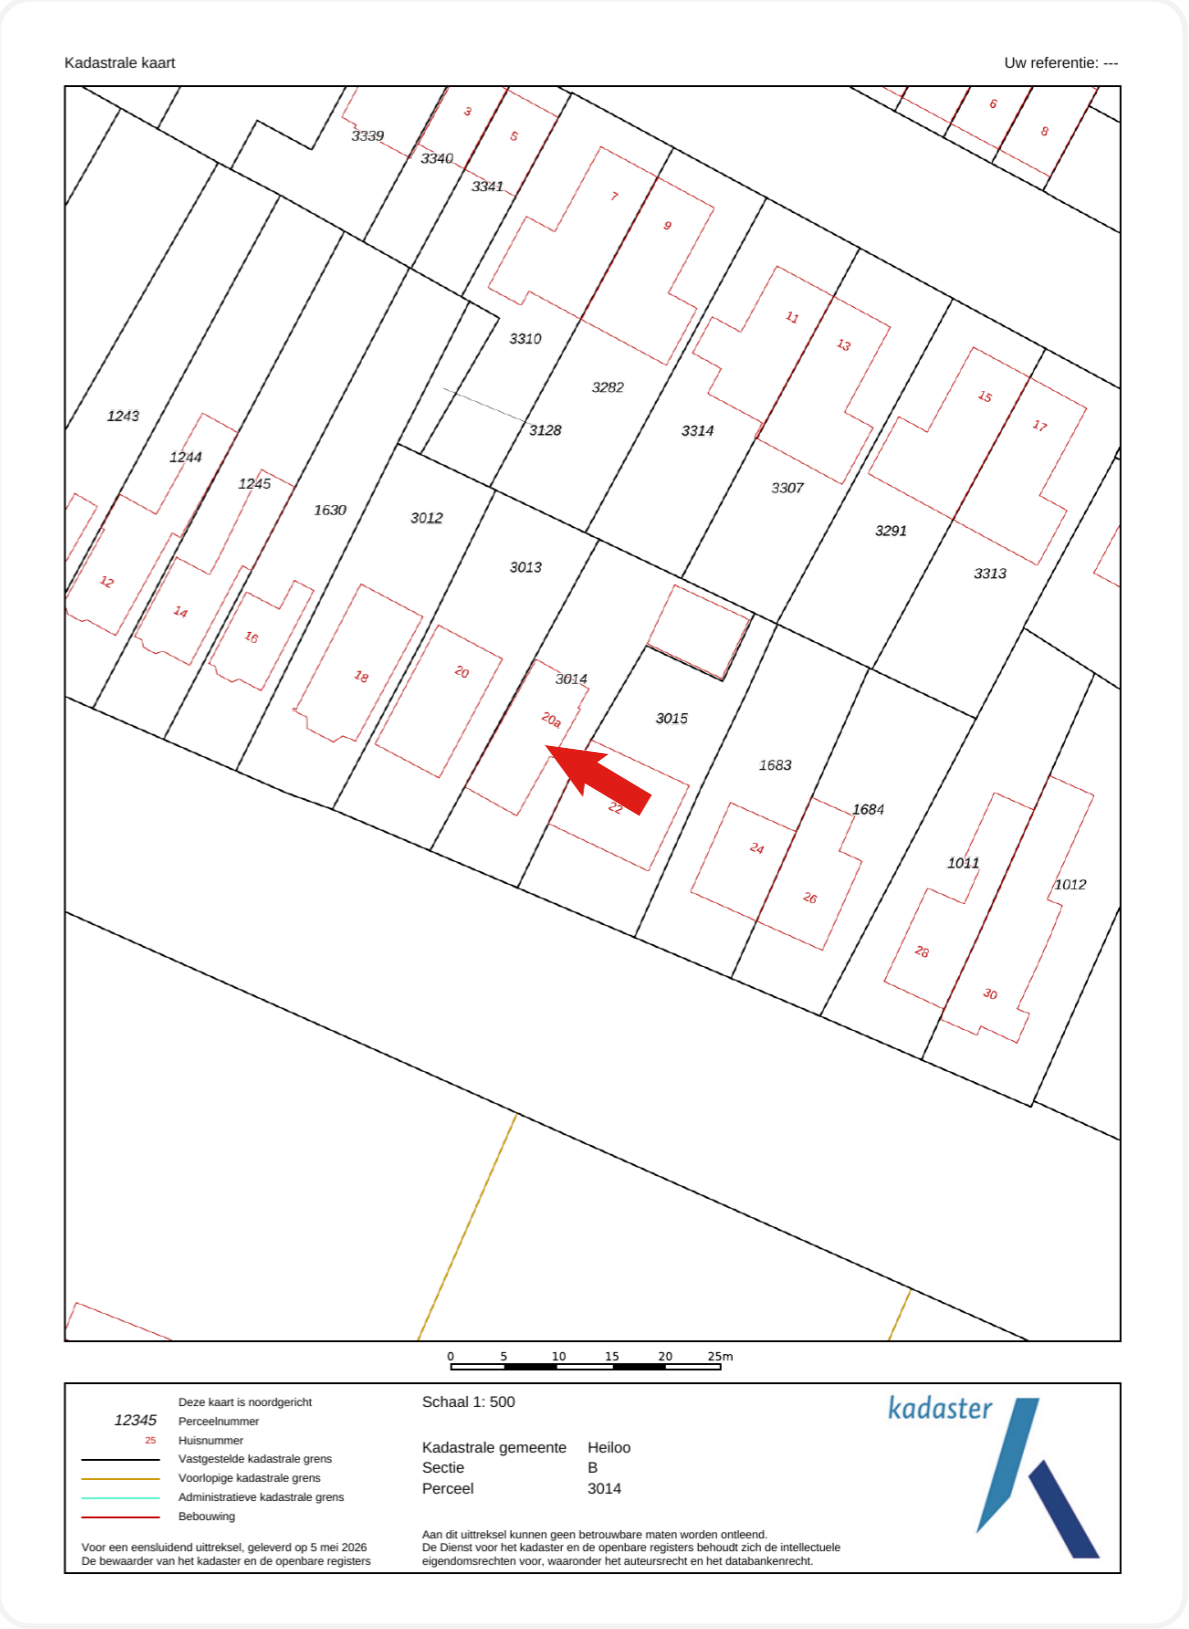 Kadastrale kaart
Uw referentie: ---
3
5
6
8
3339
3340
3341
7
9
11
13
3310
3282
15
17
1243
3128
3314
1244
1245
3307
1630
3012
3291
3013
3313
12
14
16
18
20
3014
20a
3015
1683
22
1684
24
1011
26
1012
28
30
0 5 10 15 20 25m
Deze kaart is noordgericht
12345 Perceelnummer
25 Huisnummer
Vastgestelde kadastrale grens
Voorlopige kadastrale grens
Administratieve kadastrale grens
Bebouwing
Voor een eensluidend uittreksel, geleverd op 5 mei 2026
De bewaarder van het kadaster en de openbare registers
Schaal 1: 500
Kadastrale gemeente Heiloo
Sectie B
Perceel 3014
Aan dit uittreksel kunnen geen betrouwbare maten worden ontleend.
De Dienst voor het kadaster en de openbare registers behoudt zich de intellectuele
eigendomsrechten voor, waaronder het auteursrecht en het databankenrecht.
kadaster